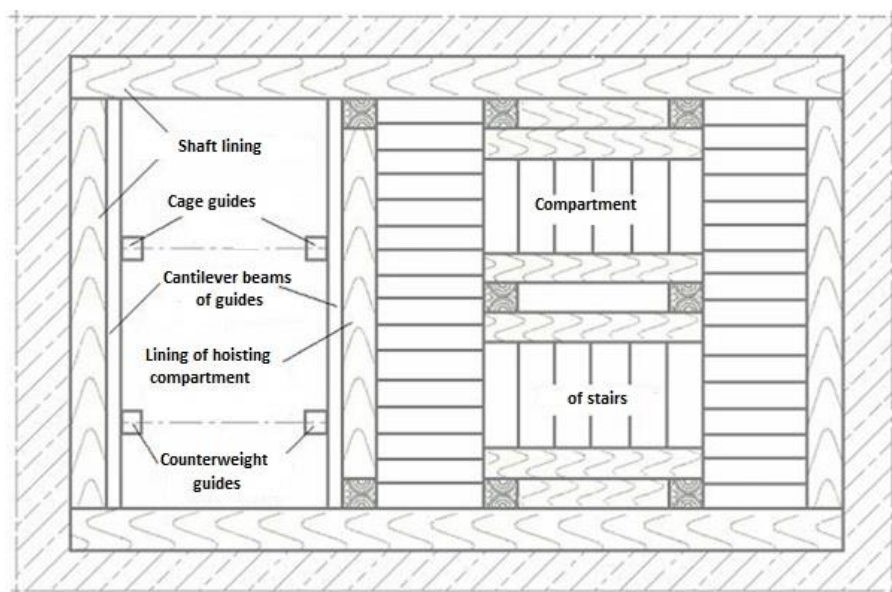 Shaft lining
Cage guides
Compartment
Cantilever beams
of guides
Lining of hoisting
compartment
of stairs
Counterweight
guides